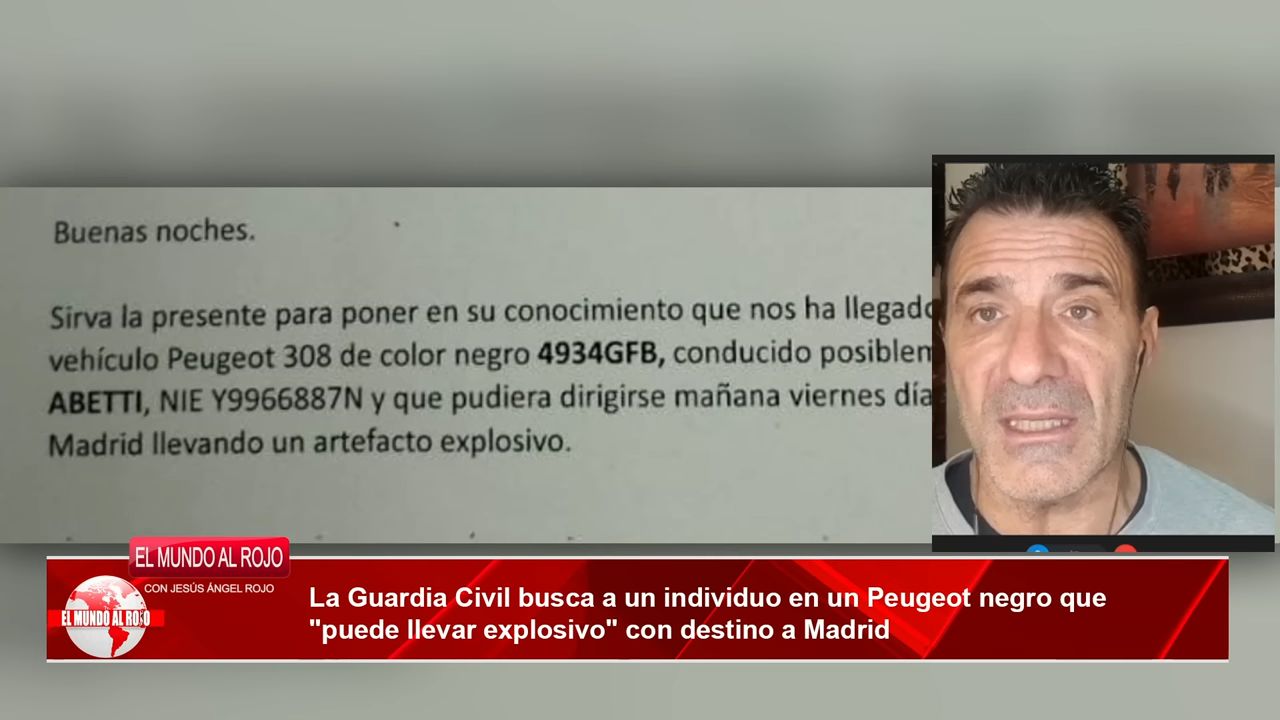 Buenas noches.
Sirva la presente para poner en su conocimiento que nos ha llegado
vehículo Peugeot 308 de color negro 4934GFB, conducido
ABETTI, NIE Y9966887N y que pudiera dirigirse mañana viernes día
Madrid llevando un artefacto explosivo.
EL MUNDO AL ROJO
CON JESÚS ÁNGEL ROJO
EL MUNDO AL ROJO
La Guardia Civil busca a un individuo en un Peugeot negro que
"puede llevar explosivo" con destino a Madrid